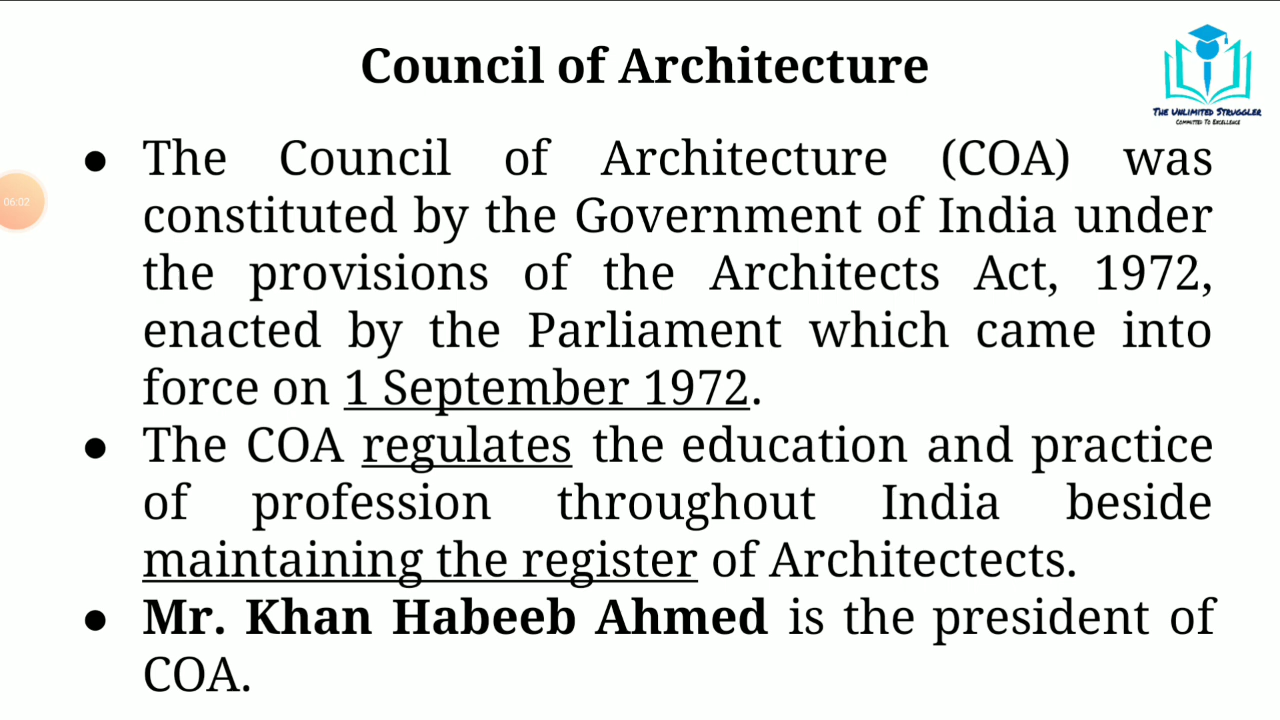 Council of Architecture
THE UNLIMITED STRUGGLER
COMMITTED TO EXCELLENCE
● The Council of Architecture (COA) was
constituted by the Government of India under
the provisions of the Architects Act, 1972,
enacted by the Parliament which came into
force on 1 September 1972.
● The COA regulates the education and practice
of profession throughout India beside
maintaining the register of Architectects.
● Mr. Khan Habeeb Ahmed is the president of
COA.
06:02